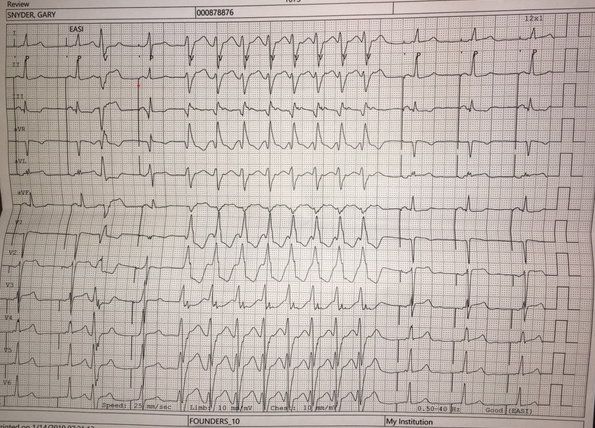 Review
SNYDER, GARY
000878876
EASI
12x1
I
II
III
aVR
aVL
aVF
V1
V2
V3
V4
V5
V6
Speed: 25 mm/sec Limb: 10 mm/mV Chest: 10 mm/mV 0.50-40 Hz Good (EASI)
FOUNDERS_10
My Institution